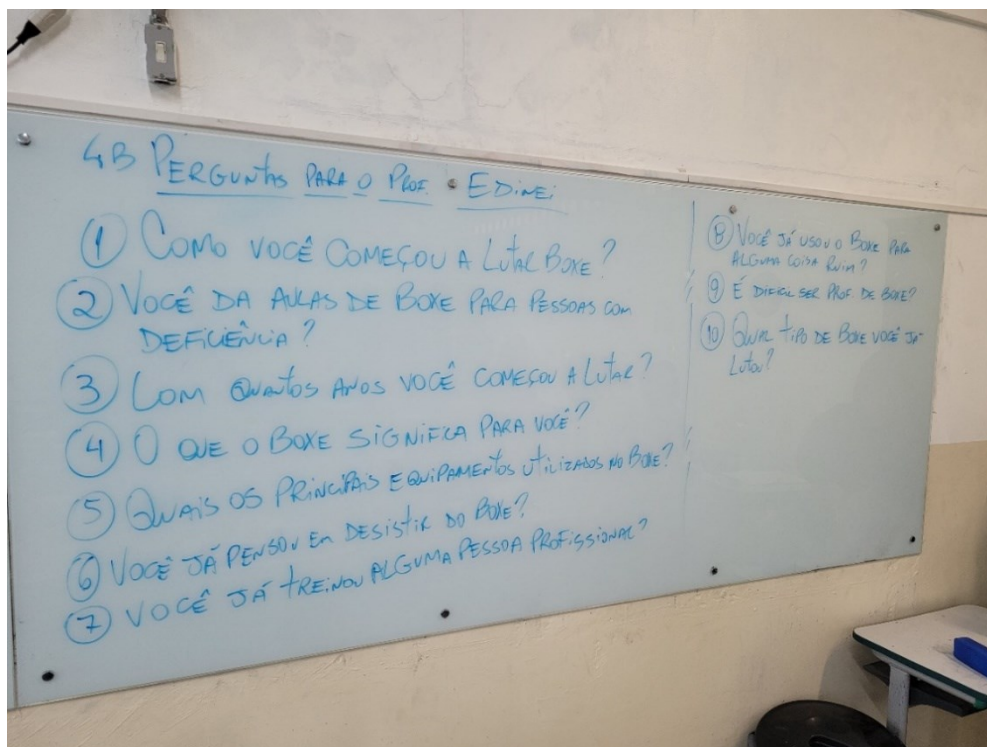 4B PERGUNTAS PARA O PROF. • EDINEI
① COMO VOCÊ COMEÇOU A LUTAR BOXE?
② VOCÊ DA AULAS DE BOXE PARA PESSOAS COM
DEFICIÊNCIA?
③ COM QUANTOS ANOS VOCÊ COMEÇOU A LUTAR?
④ O QUE O BOXE SIGNIFICA PARA VOCÊ?
⑤ QUAIS OS PRINCIPAIS EQUIPAMENTOS UTILIZADOS NO BOXE?
⑥ VOCÊ JÁ PENSOU EM DESISTIR DO BOXE?
⑦ VOCÊ JÁ TREINOU ALGUMA PESSOA PROFISSIONAL?
⑧ VOCÊ JÁ USOU O BOXE PARA
ALGUMA COISA RUIM?
⑨ É DIFICIL SER PROF. DE BOXE?
⑩ QUAL TIPO DE BOXE VOCÊ JÁ
LUTOU?